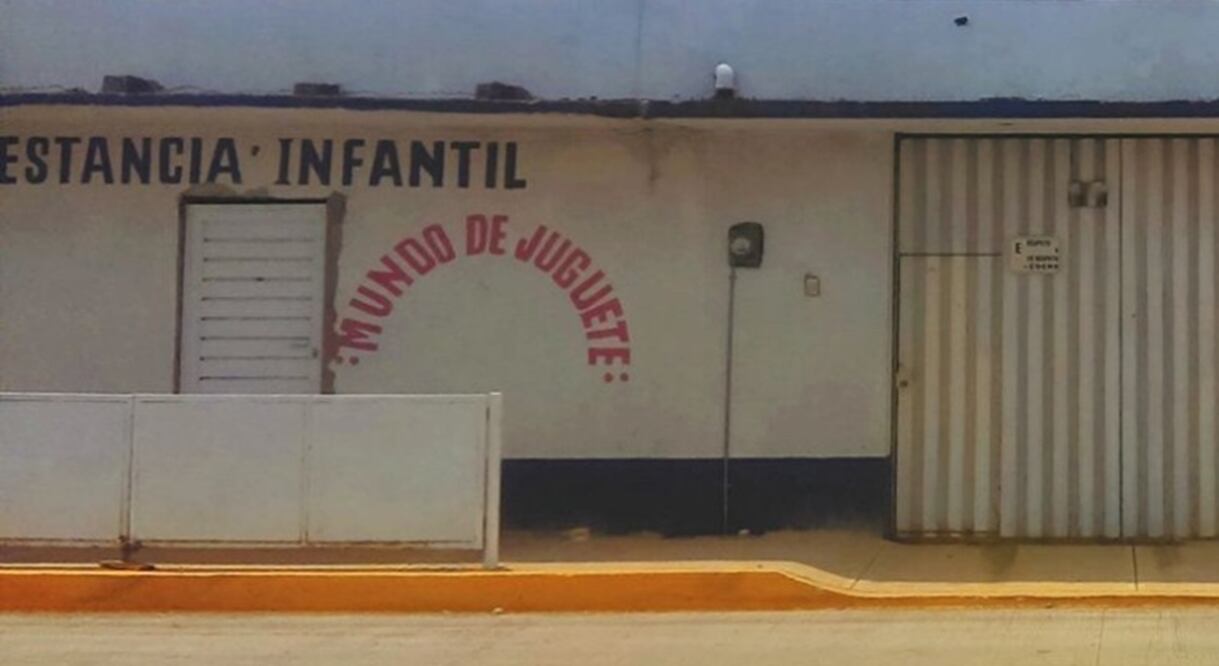 ESTANCIA' INFANTIL
:MUNDO DE JUGUETE:
E